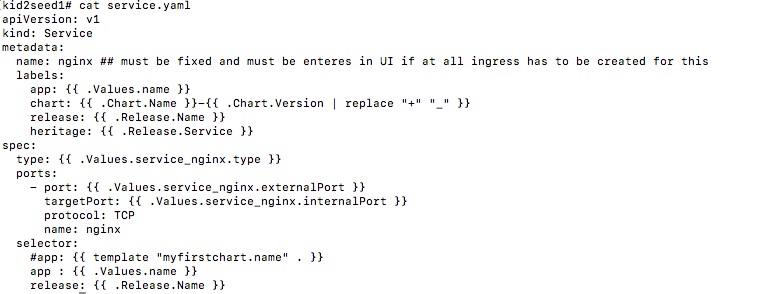 kid2seed1# cat service.yaml
apiVersion: v1
kind: Service
metadata:
  name: nginx ## must be fixed and must be enteres in UI if at all ingress has to be created for this
  labels:
    app: {{ .Values.name }}
    chart: {{ .Chart.Name }}-{{ .Chart.Version | replace "+" "_" }}
    release: {{ .Release.Name }}
    heritage: {{ .Release.Service }}
spec:
  type: {{ .Values.service_nginx.type }}
  ports:
    - port: {{ .Values.service_nginx.externalPort }}
      targetPort: {{ .Values.service_nginx.internalPort }}
      protocol: TCP
      name: nginx
  selector:
    #app: {{ template "myfirstchart.name" . }}
    app : {{ .Values.name }}
    release: {{ .Release.Name }}